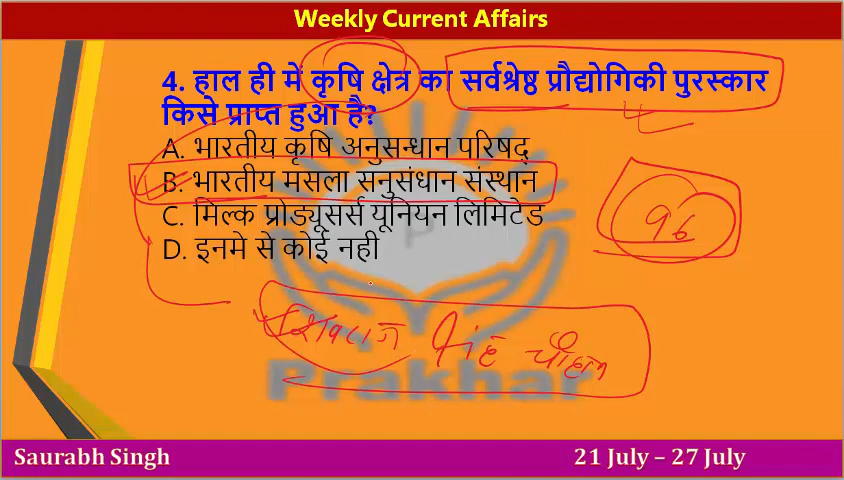 Weekly Current Affairs
4. हाल ही में कृषि क्षेत्र का सर्वश्रेष्ठ प्रौद्योगिकी पुरस्कार
किसे प्राप्त हुआ है?
A. भारतीय कृषि अनुसन्धान परिषद्
B. भारतीय मसला सनुसंधान संस्थान
C. मिल्क प्रोड्यूसर्स यूनियन लिमिटेड
D. इनमे से कोई नही
96
शिवराज सिंह चौहान
P
Prakhar
Saurabh Singh
21 July – 27 July